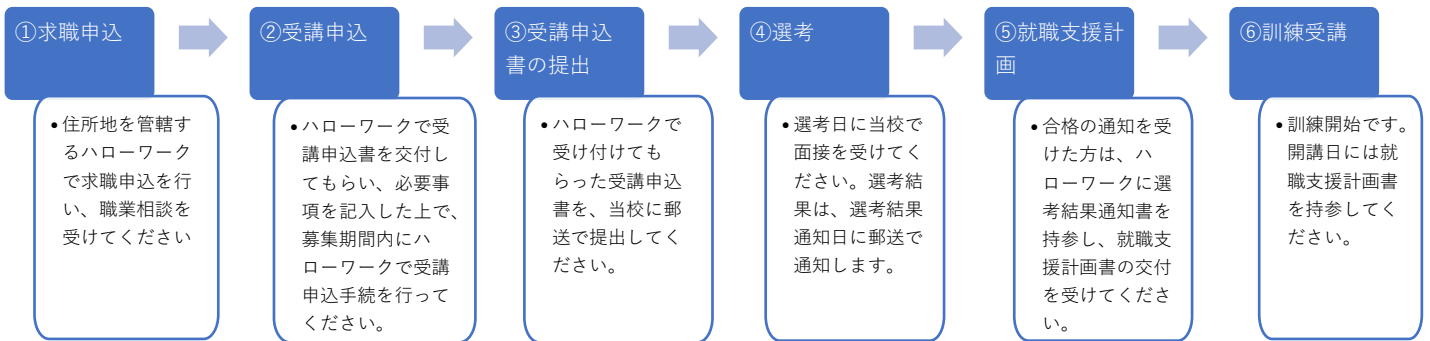 ①求職申込
• 住所地を管轄す
るハローワーク
で求職申込を行
い、職業相談を
受けてください
②受講申込
• ハローワークで受
講申込書を交付し
てもらい、必要事
項を記入した上で、
募集期間内にハ
ローワークで受講
申込手続を行って
ください。
③受講申込
書の提出
• ハローワークで
受け付けても
らった受講申込
書を、当校に郵
送で提出してく
ださい。
④選考
• 選考日に当校で
面接を受けてく
ださい。選考結
果は、選考結果
通知日に郵送で
通知します。
⑤就職支援計
画
• 合格の通知を受
けた方は、ハ
ローワークに選
考結果通知書を
持参し、就職支
援計画書の交付
を受けてくださ
い。
⑥訓練受講
• 訓練開始です。
開講日には就
職支援計画書
を持参してく
ださい。